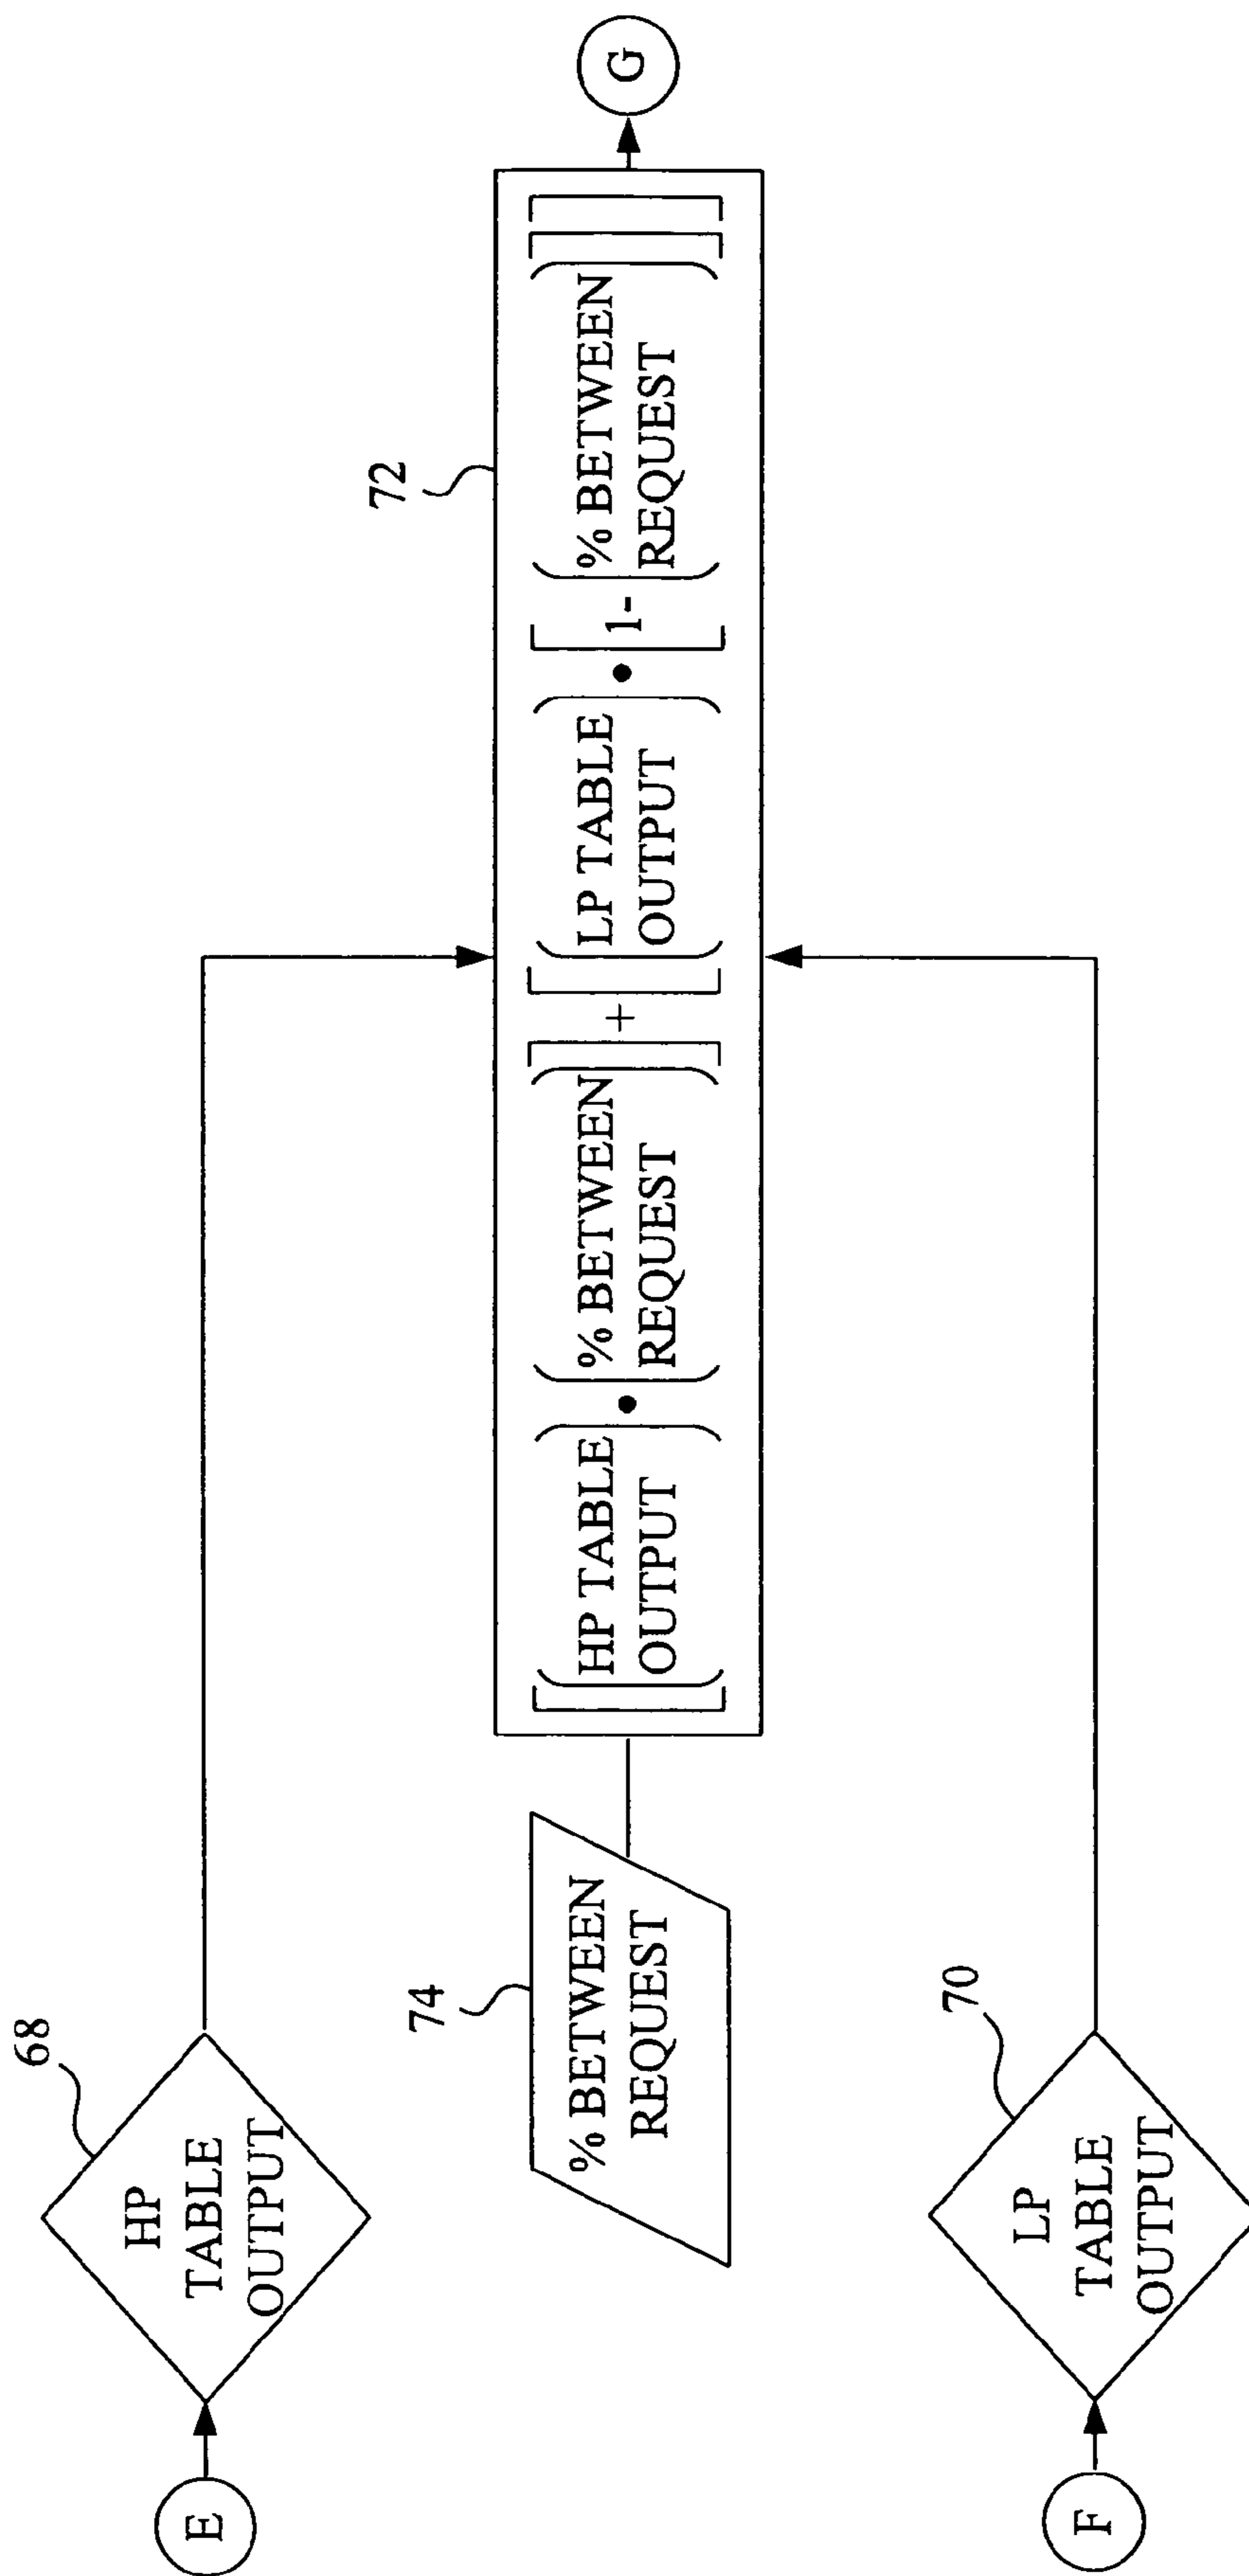 E
68
HP
TABLE
OUTPUT
74
% BETWEEN
REQUEST
72
[(HP TABLE OUTPUT) • (% BETWEEN REQUEST)] + [(LP TABLE OUTPUT) • [1-(% BETWEEN REQUEST)]]
G
F
70
LP
TABLE
OUTPUT